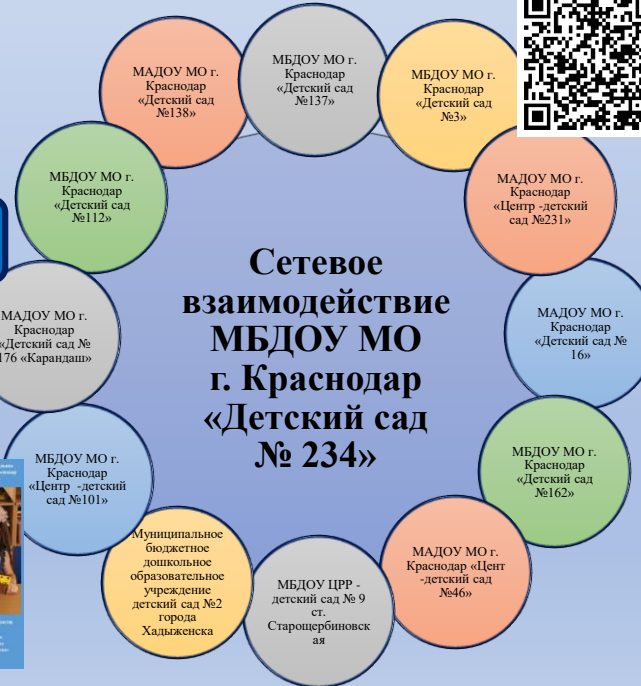 Сетевое
взаимодействие
МБДОУ МО
г. Краснодар
«Детский сад
№ 234»
МБДОУ МО г.
Краснодар
«Детский сад
№137»
МБДОУ МО г.
Краснодар
«Детский сад
№3»
МАДОУ МО г.
Краснодар
«Центр -детский
сад №231»
МАДОУ МО г.
Краснодар
«Детский сад №
16»
МБДОУ МО г.
Краснодар
«Детский сад
№162»
МАДОУ МО г.
Краснодар «Цент
-детский сад
№46»
МБДОУ ЦРР -
детский сад № 9
ст.
Старощербиновск
ая
Муниципальное
бюджетное
дошкольное
образовательное
учреждение
детский сад №2
города
Хадыженска
МБДОУ МО г.
Краснодар
«Центр -детский
сад №101»
МАДОУ МО г.
Краснодар
«Детский сад №
176 «Карандаш»
МБДОУ МО г.
Краснодар
«Детский сад
№112»
МАДОУ МО г.
Краснодар
«Детский сад
№138»